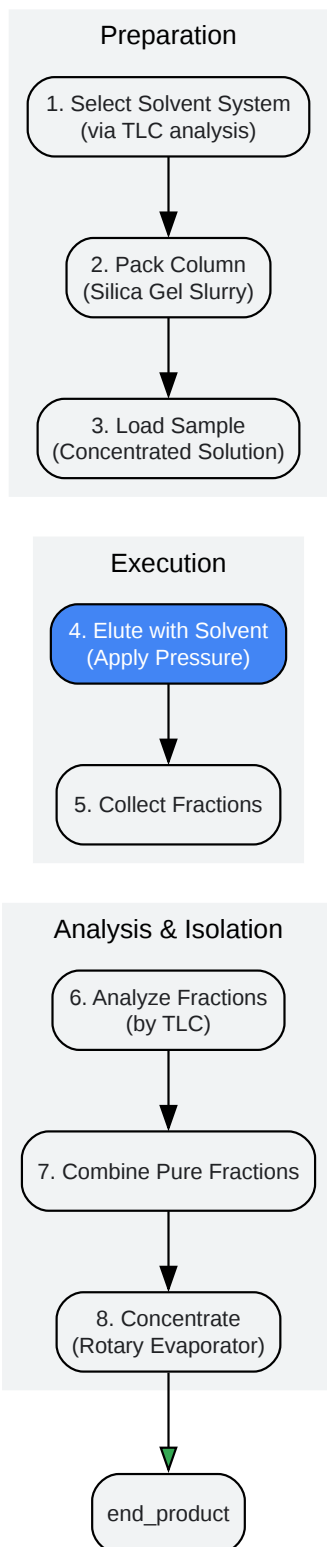 Preparation
1. Select Solvent System
(via TLC analysis)
2. Pack Column
(Silica Gel Slurry)
3. Load Sample
(Concentrated Solution)
Execution
4. Elute with Solvent
(Apply Pressure)
5. Collect Fractions
Analysis & Isolation
6. Analyze Fractions
(by TLC)
7. Combine Pure Fractions
8. Concentrate
(Rotary Evaporator)
end_product